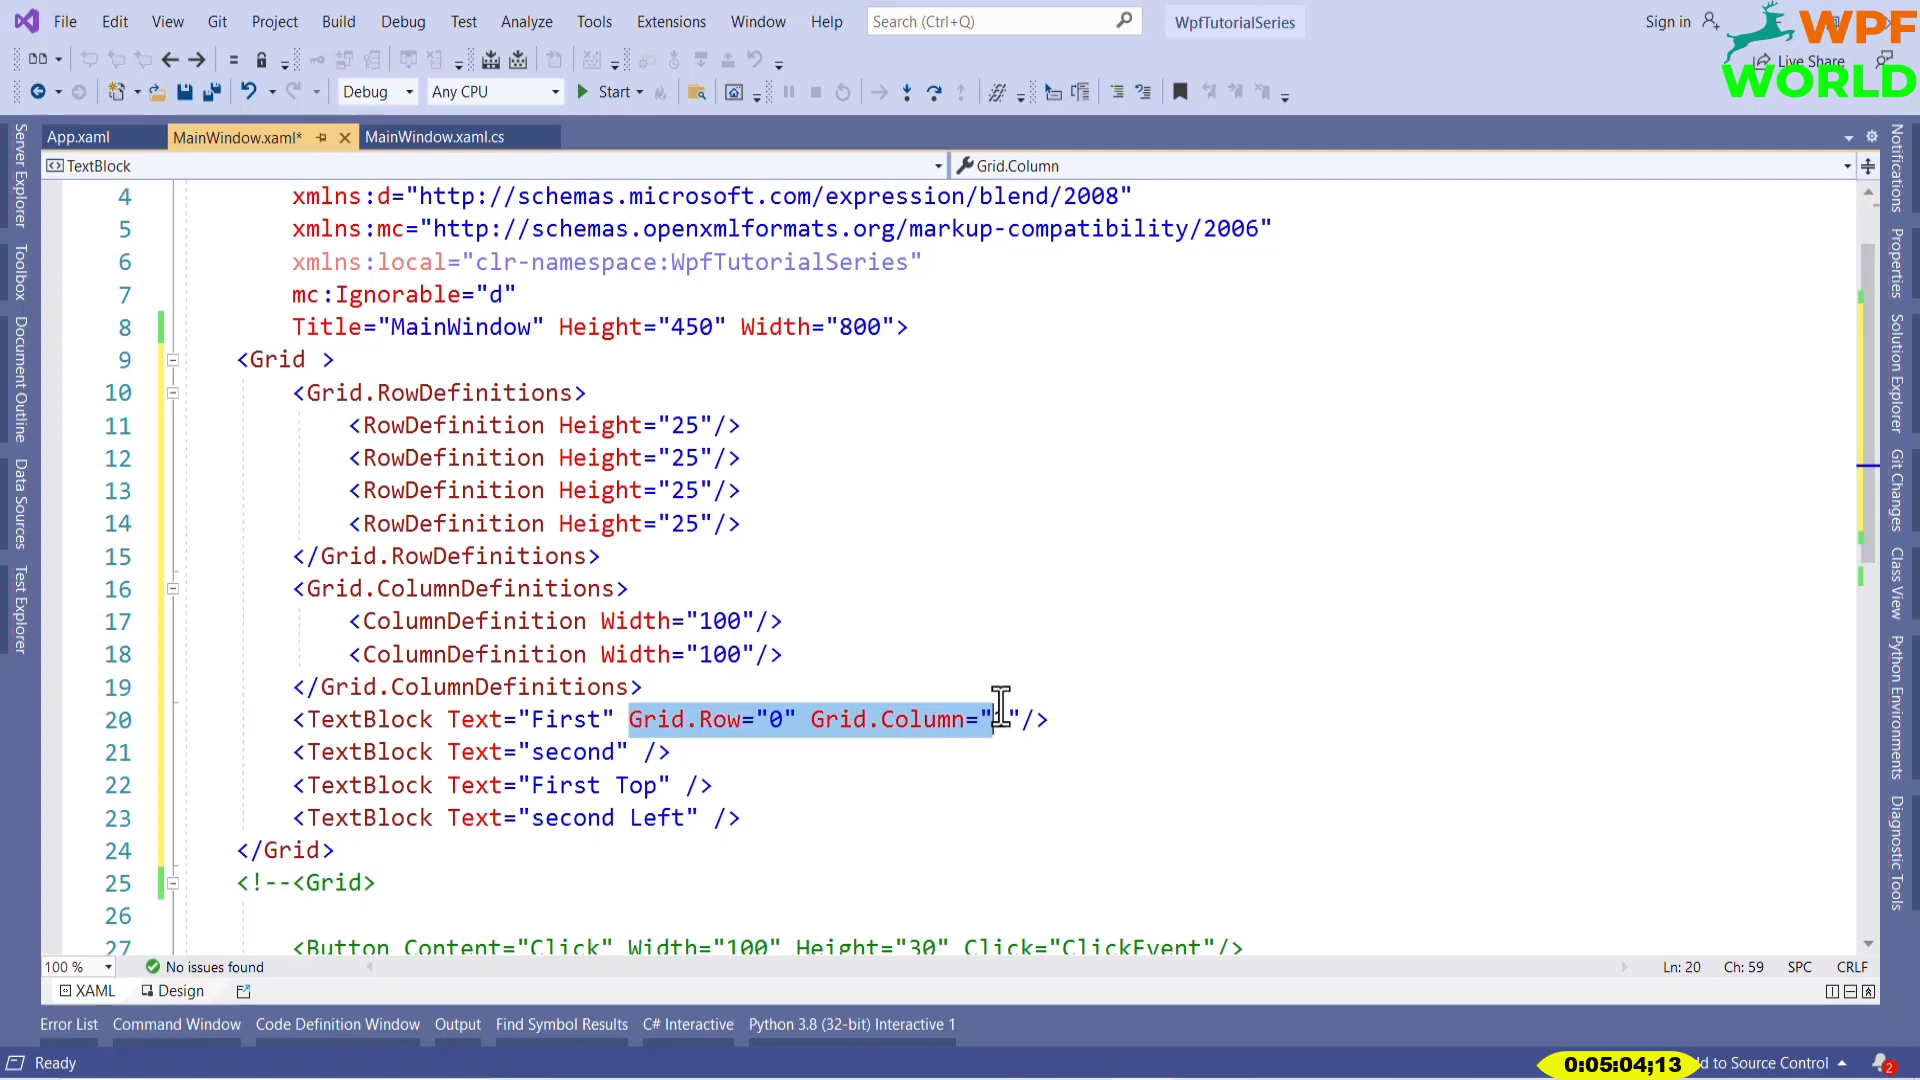 File Edit View Git Project Build Debug Test Analyze Tools Extensions Window Help Search (Ctrl+Q) WpfTutorialSeries Sign in
WPF
WORLD
Live Share
Debug Any CPU Start
App.xaml MainWindow.xaml* MainWindow.xaml.cs
TextBlock Grid.Column
4 xmlns:d="http://schemas.microsoft.com/expression/blend/2008"
5 xmlns:mc="http://schemas.openxmlformats.org/markup-compatibility/2006"
6 xmlns:local="clr-namespace:WpfTutorialSeries"
7 mc:Ignorable="d"
8 Title="MainWindow" Height="450" Width="800">
9 <Grid >
10 <Grid.RowDefinitions>
11 <RowDefinition Height="25"/>
12 <RowDefinition Height="25"/>
13 <RowDefinition Height="25"/>
14 <RowDefinition Height="25"/>
15 </Grid.RowDefinitions>
16 <Grid.ColumnDefinitions>
17 <ColumnDefinition Width="100"/>
18 <ColumnDefinition Width="100"/>
19 </Grid.ColumnDefinitions>
20 <TextBlock Text="First" Grid.Row="0" Grid.Column=" "/>
21 <TextBlock Text="second" />
22 <TextBlock Text="First Top" />
23 <TextBlock Text="second Left" />
24 </Grid>
25 <!--<Grid>
26
27 <Button Content="Click" Width="100" Height="30" Click="ClickEvent"/>
100 % No issues found Ln: 20 Ch: 59 SPC CRLF
XAML Design
Error List Command Window Code Definition Window Output Find Symbol Results C# Interactive Python 3.8 (32-bit) Interactive 1
Ready 0:05:04;13 d to Source Control 2
Server Explorer
Toolbox
Document Outline
Data Sources
Test Explorer
Notifications
Properties
Solution Explorer
Git Changes
Class View
Python Environments
Diagnostic Tools